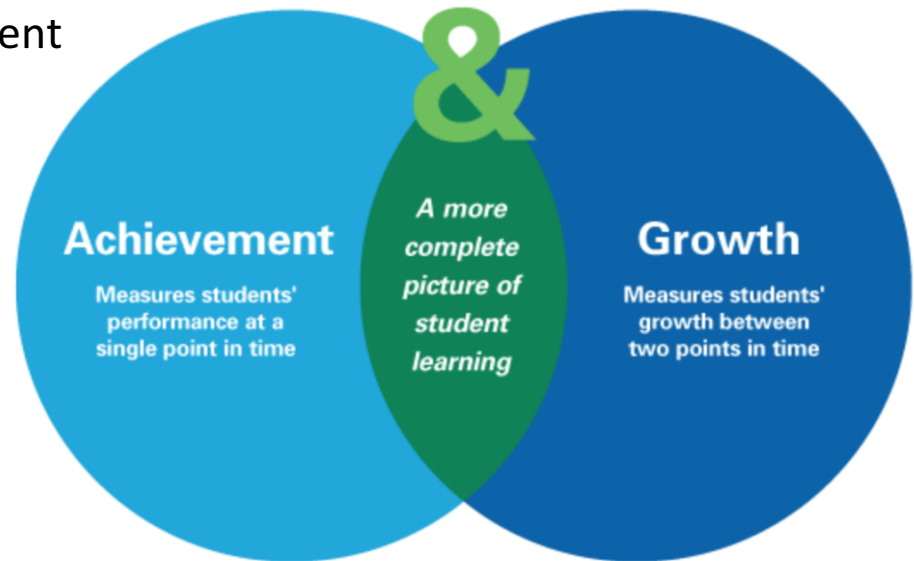 ent
&
Achievement
Measures students'
performance at a
single point in time
A more
complete
picture of
student
learning
Growth
Measures students'
growth between
two points in time